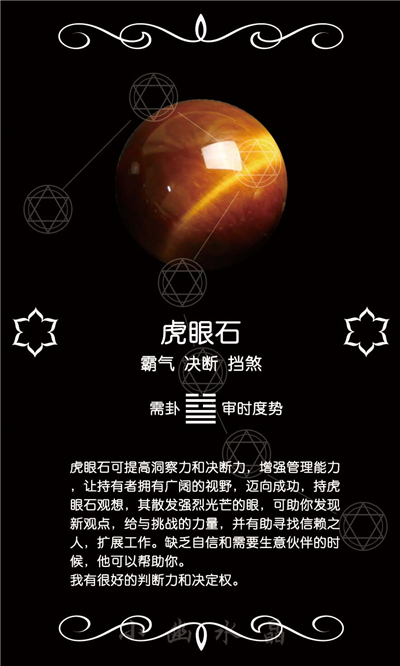 虎眼石
霸气 决断 挡煞
需卦 审时度势
虎眼石可提高洞察力和决断力，增强管理能力
，让持有者拥有广阔的视野，迈向成功，持虎
眼石观想，其散发强烈光芒的眼，可助你发现
新观点，给与挑战的力量，并有助寻找信赖之
人，扩展工作。缺乏自信和需要生意伙伴的时
候，他可以帮助你。
我有很好的判断力和决定权。
小幽水晶